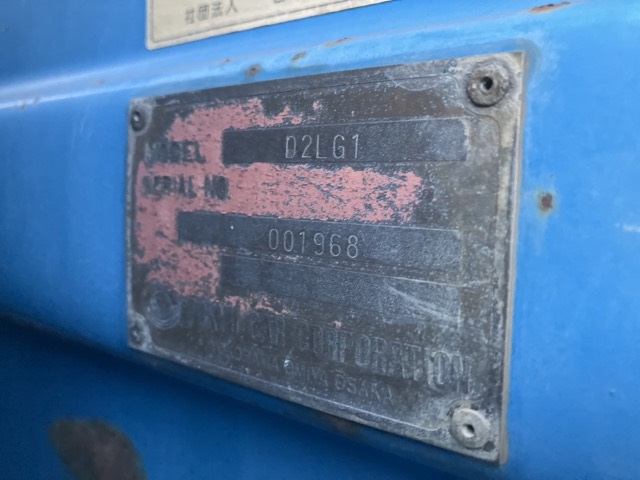 社団法人
MODEL D2LG1
SERIAL NO
001968
CORPORATION
OSAKA